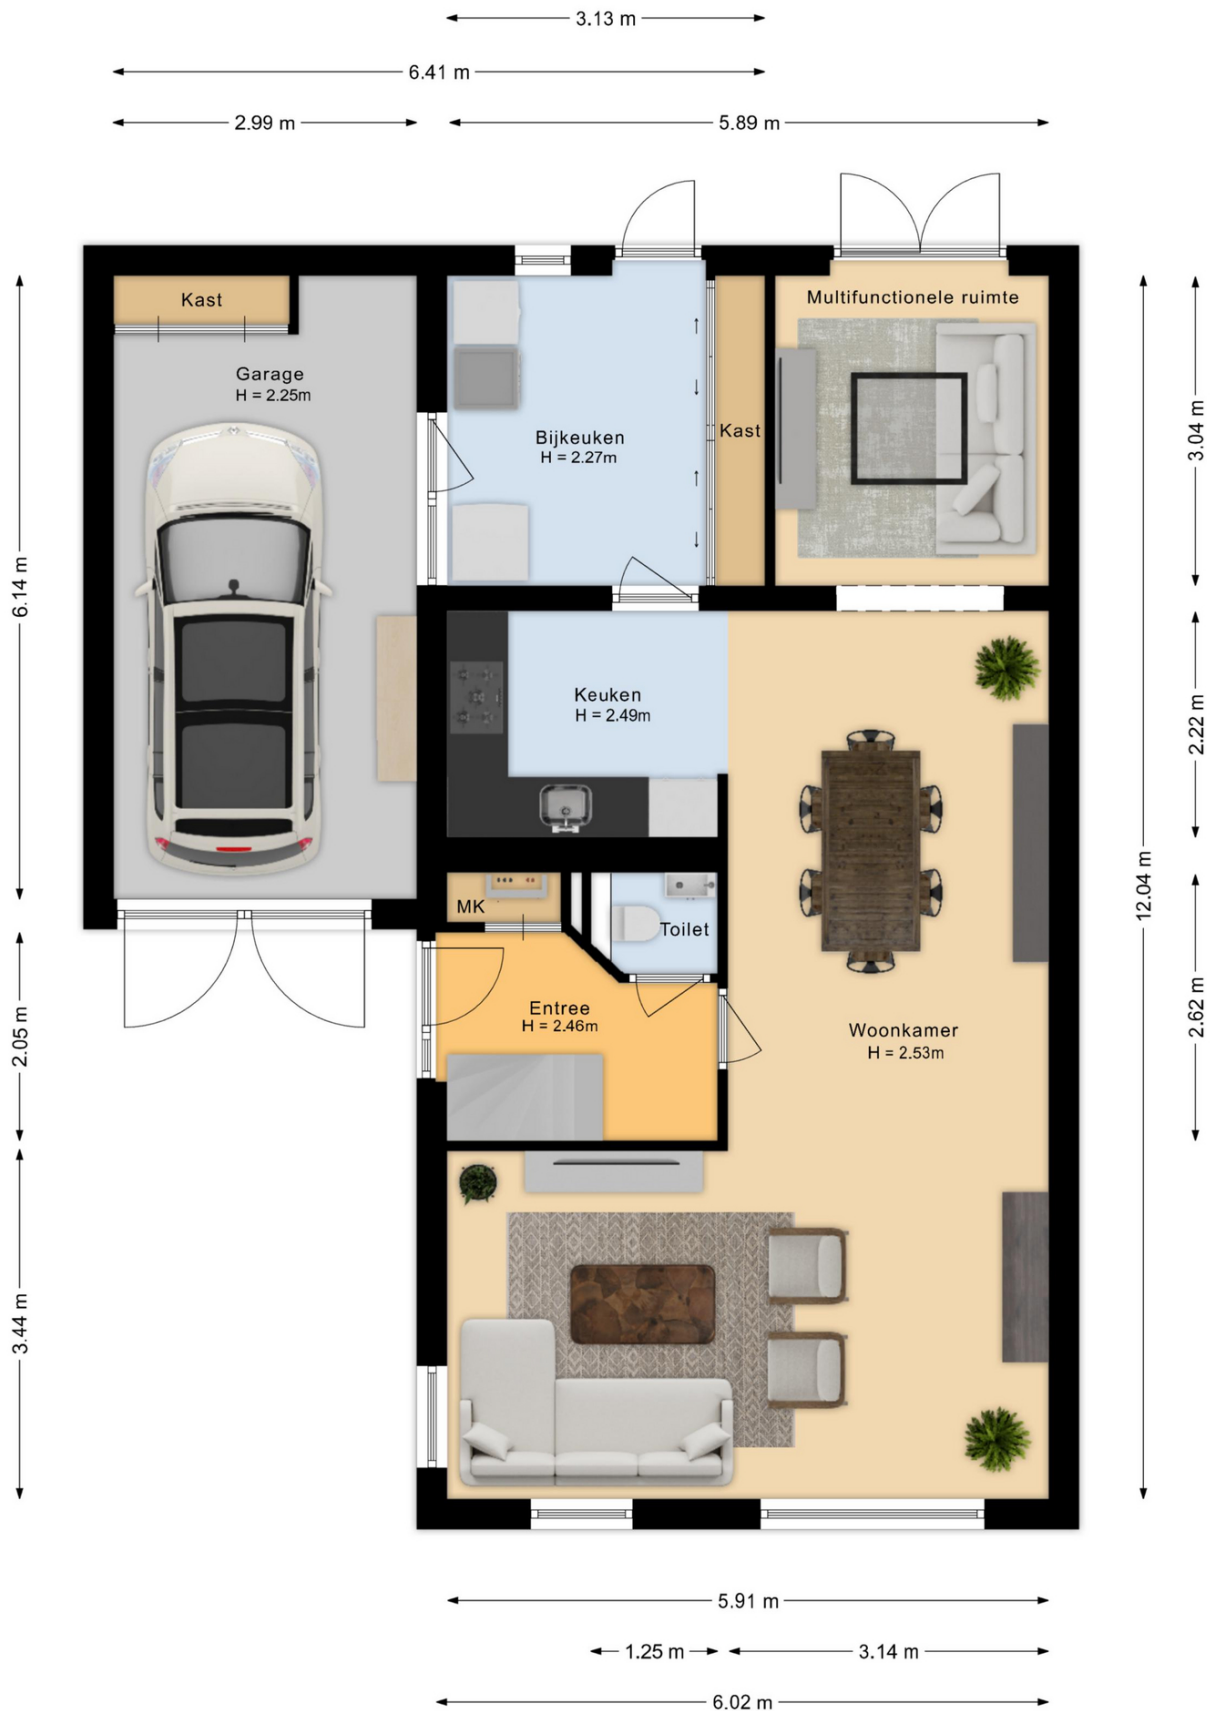 3.13 m
6.41 m
2.99 m
5.89 m
Kast
Multifunctionele ruimte
Garage
H = 2.25m
Bijkeuken
H = 2.27m
Kast
3.04 m
6.14 m
Keuken
H = 2.49m
2.22 m
12.04 m
MK
Toilet
Entree
H = 2.46m
Woonkamer
H = 2.53m
2.05 m
2.62 m
3.44 m
5.91 m
1.25 m
3.14 m
6.02 m